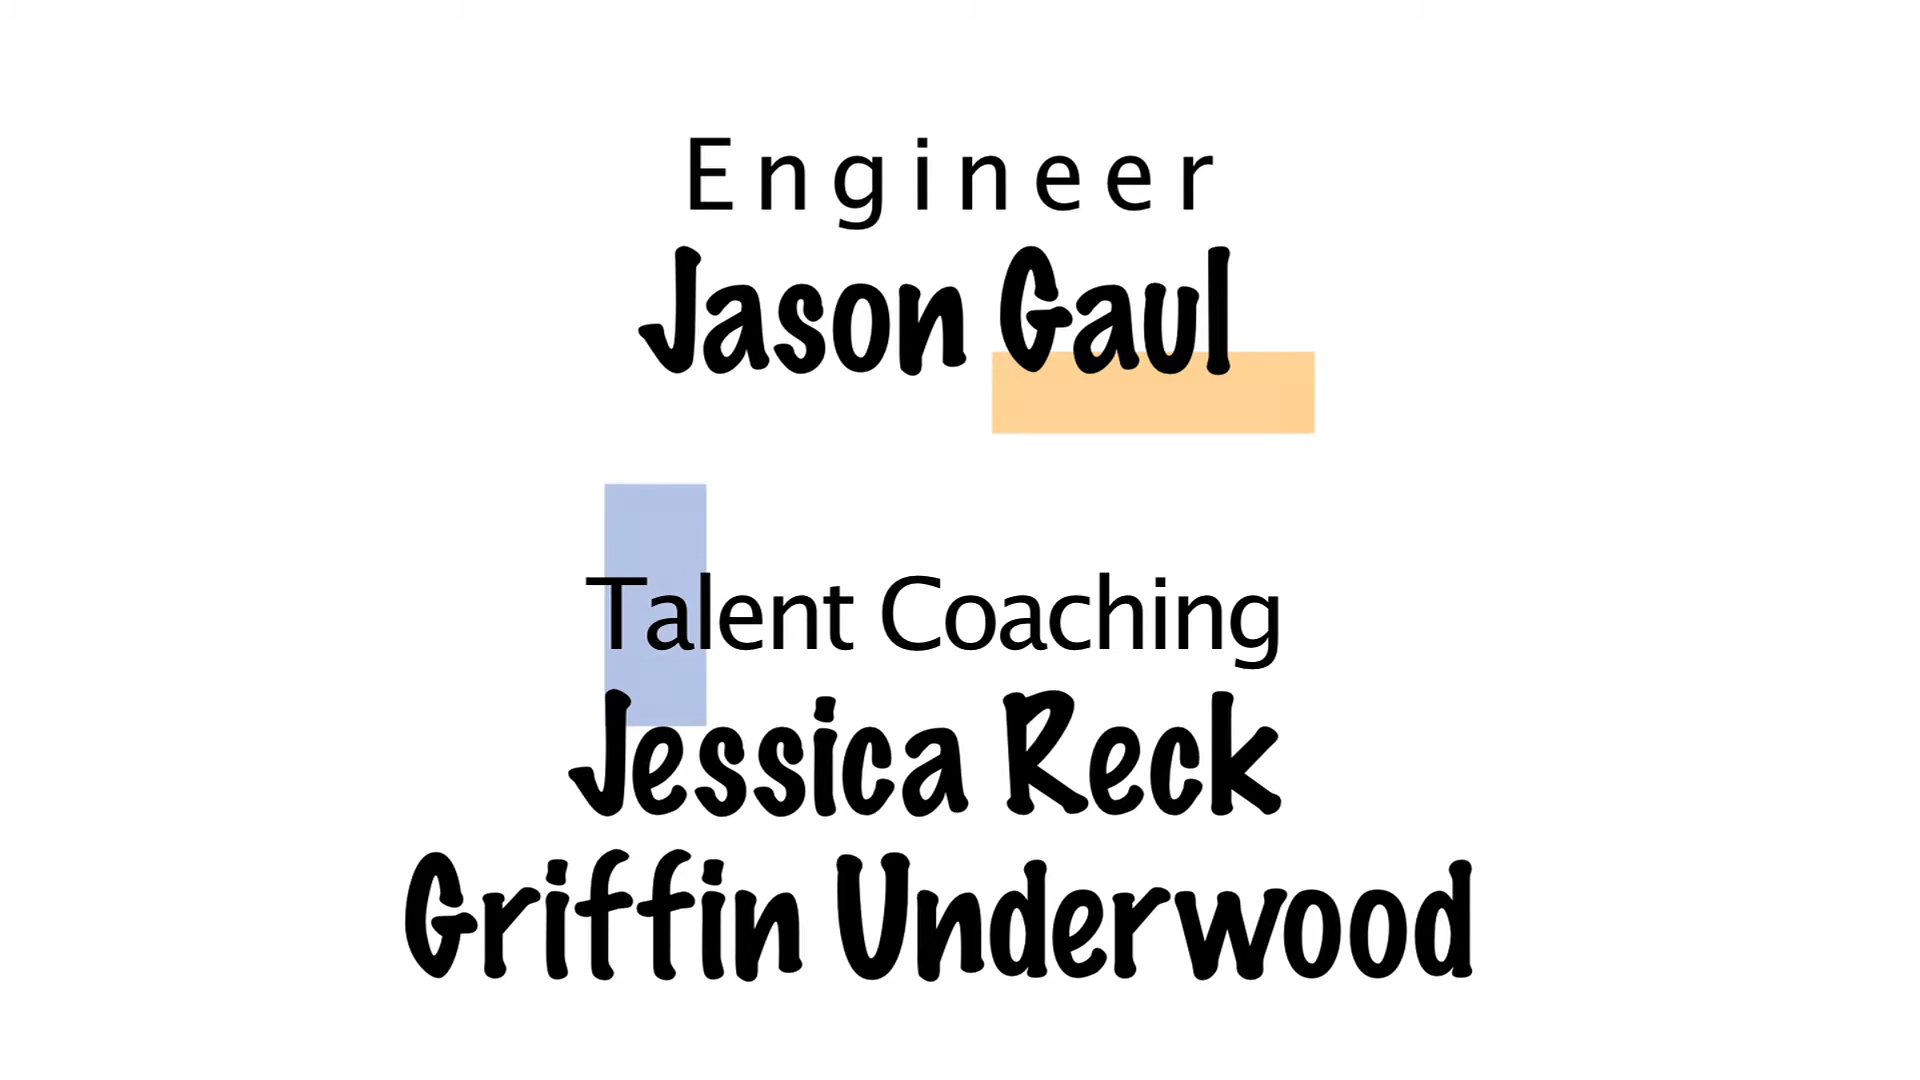 Engineer
Jason Gaul
Talent Coaching
Jessica Reck
Griffin Underwood